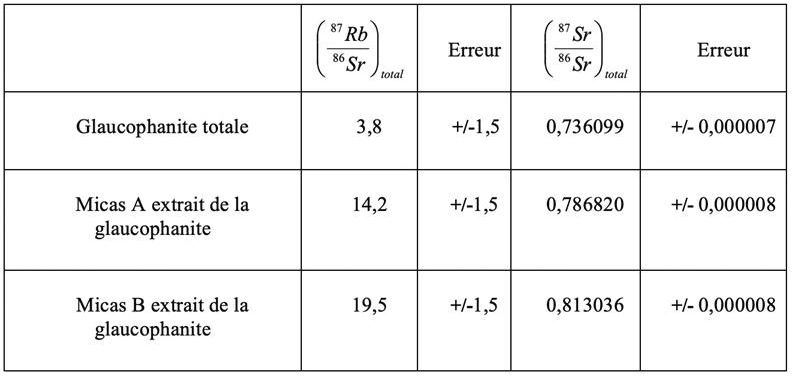 (⁸⁷Rb / ⁸⁶Sr)total Erreur (⁸⁷Sr / ⁸⁶Sr)total Erreur
Glaucophanite totale 3,8 +/-1,5 0,736099 +/- 0,000007
Micas A extrait de la
glaucophanite 14,2 +/-1,5 0,786820 +/- 0,000008
Micas B extrait de la
glaucophanite 19,5 +/-1,5 0,813036 +/- 0,000008